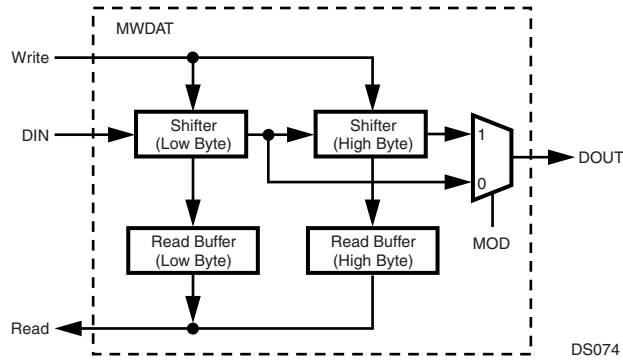 MWDAT
Write
DIN
Shifter
(Low Byte)
Shifter
(High Byte)
1
0
DOUT
MOD
Read Buffer
(Low Byte)
Read Buffer
(High Byte)
Read
DS074